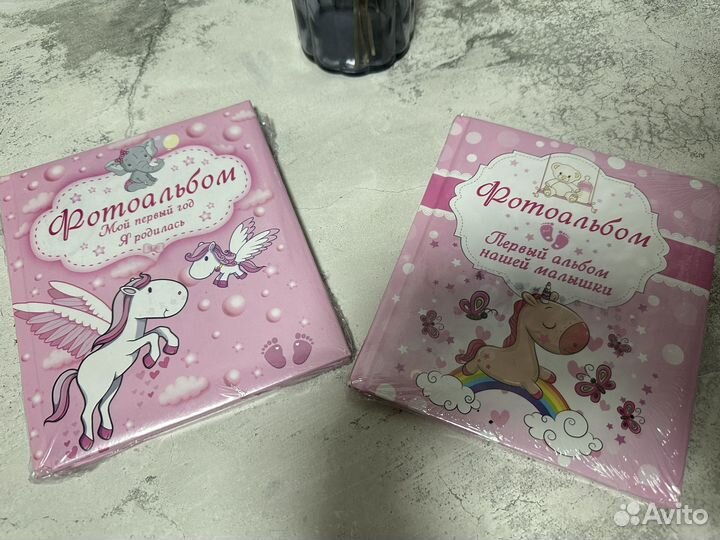 Фотоальбом
Мой первый год
Я родилась
Фотоальбом
Первый альбом
нашей малышки
Avito